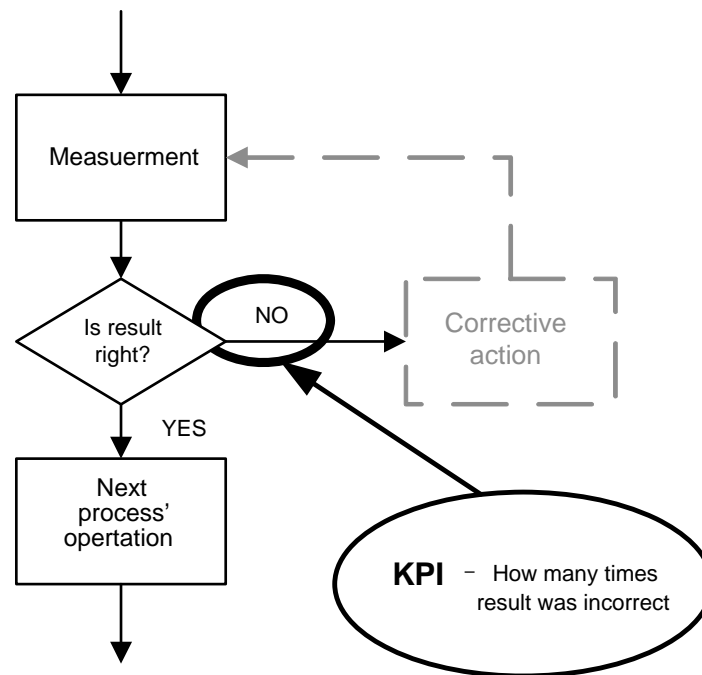 Measuerment
Is result
right?
NO
Corrective
action
YES
Next
process’
opertation
KPI – How many times
result was incorrect